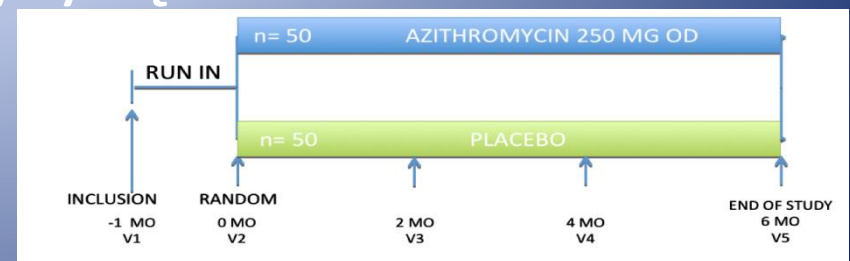 n= 50 AZITHROMYCIN 250 MG OD
RUN IN
n= 50 PLACEBO
INCLUSION RANDOM END OF STUDY
-1 MO 0 MO 2 MO 4 MO 6 MO
V1 V2 V3 V4 V5